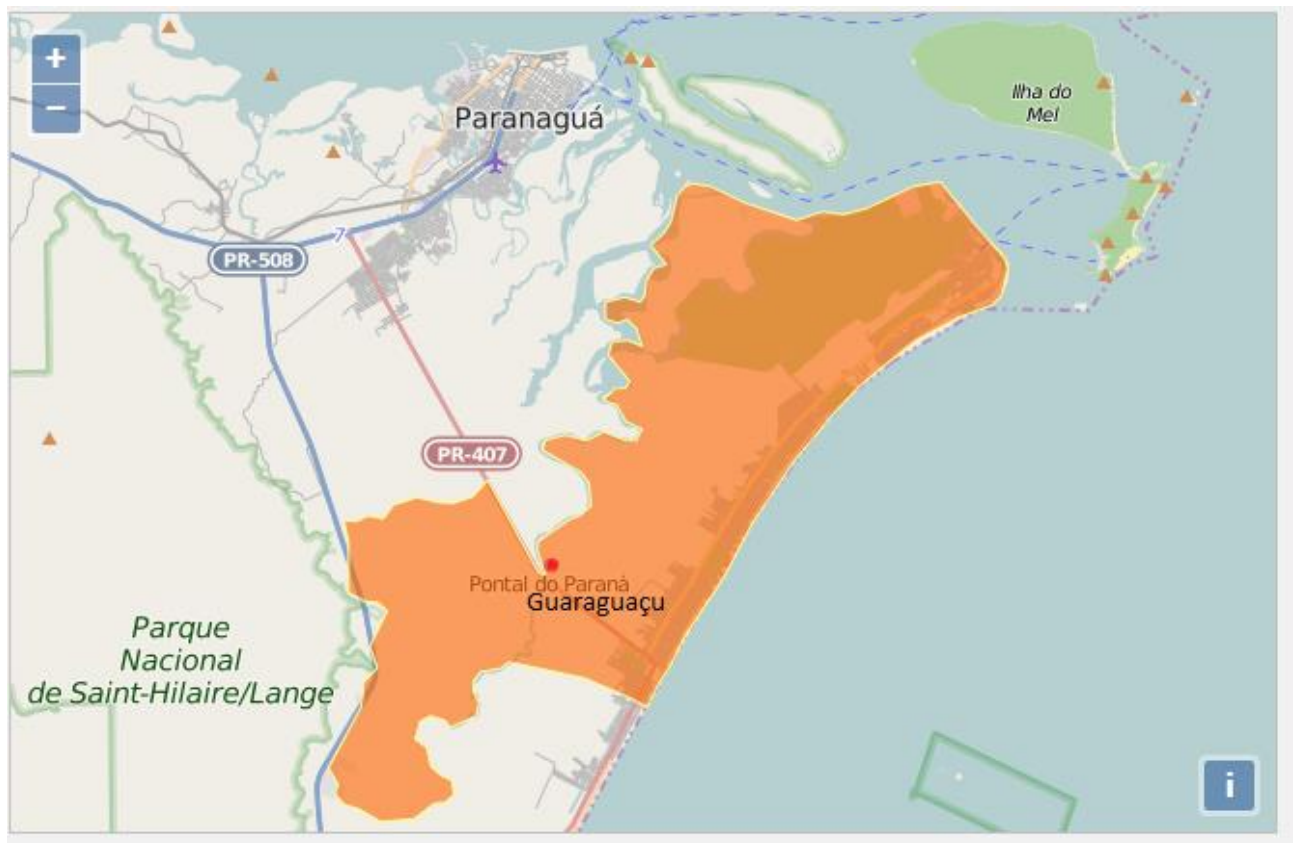 +
−
Paranaguá
Ilha do
Mel
7
PR-508
PR-407
Pontal do Paraná
Guaraguaçu
Parque
Nacional
de Saint-Hilaire/Lange
i